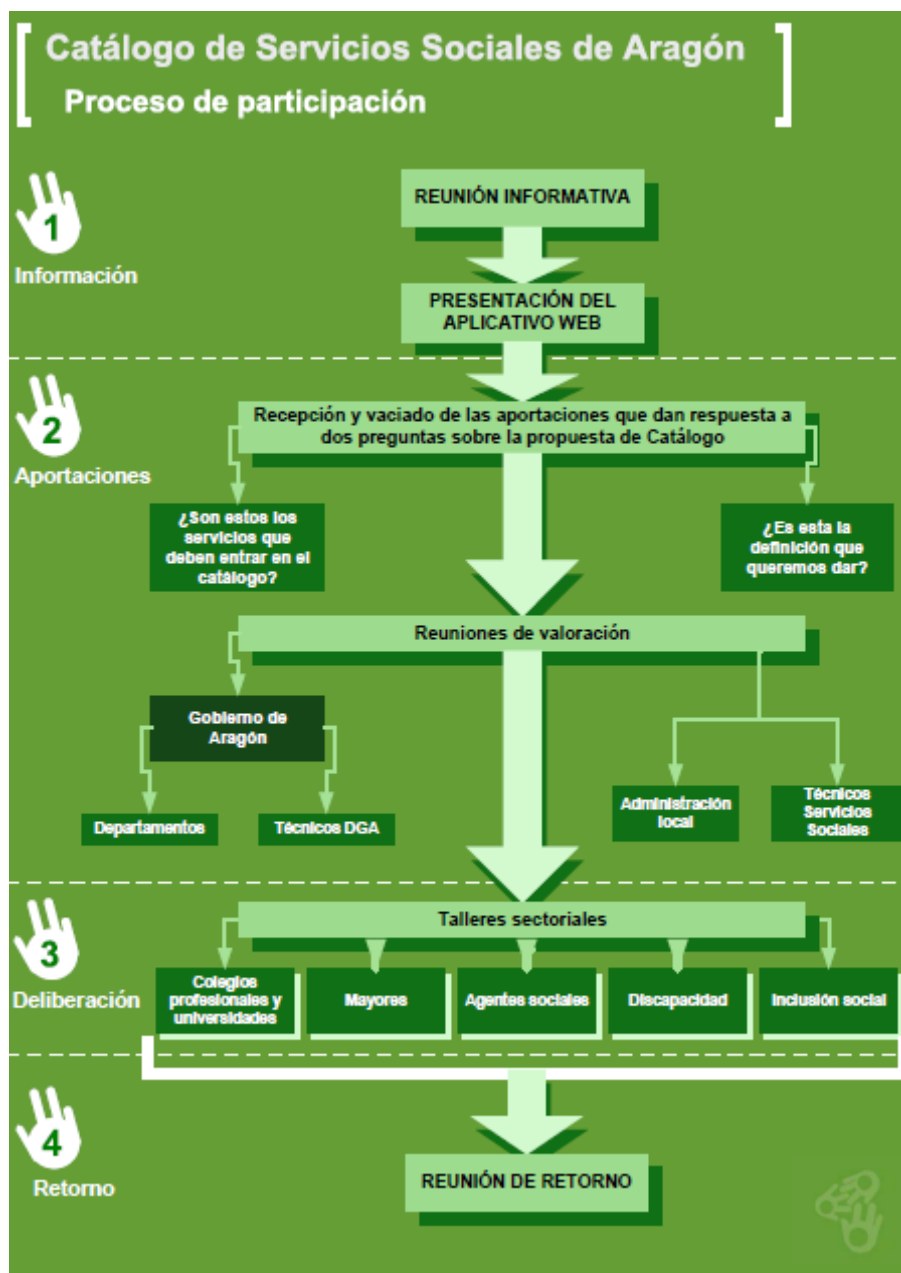 Catálogo de Servicios Sociales de Aragón
Proceso de participación
1
Información
REUNIÓN INFORMATIVA
PRESENTACIÓN DEL
APLICATIVO WEB
2
Aportaciones
Recepción y vaciado de las aportaciones que dan respuesta a
dos preguntas sobre la propuesta de Catálogo
¿Son estos los
servicios que
deben entrar en el
catálogo?
¿Es esta la
definición que
queremos dar?
Reuniones de valoración
Gobierno de
Aragón
Departamentos
Técnicos DGA
Administración
local
Técnicos
Servicios
Sociales
3
Deliberación
Talleres sectoriales
Colegios
profesionales y
universidades
Mayores
Agentes sociales
Discapacidad
Inclusión social
4
Retorno
REUNIÓN DE RETORNO